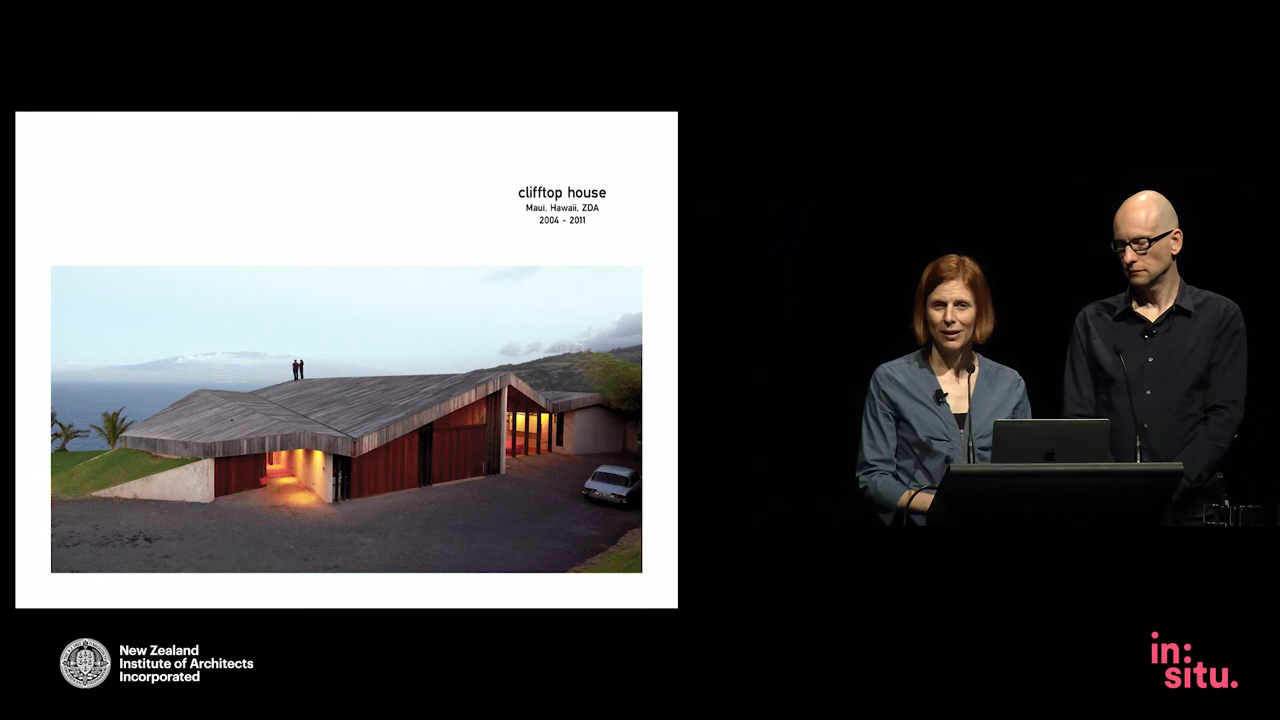 clifftop house
Maui, Hawaii, ZDA
2004 - 2011
New Zealand
Institute of Architects
Incorporated
in:
situ.